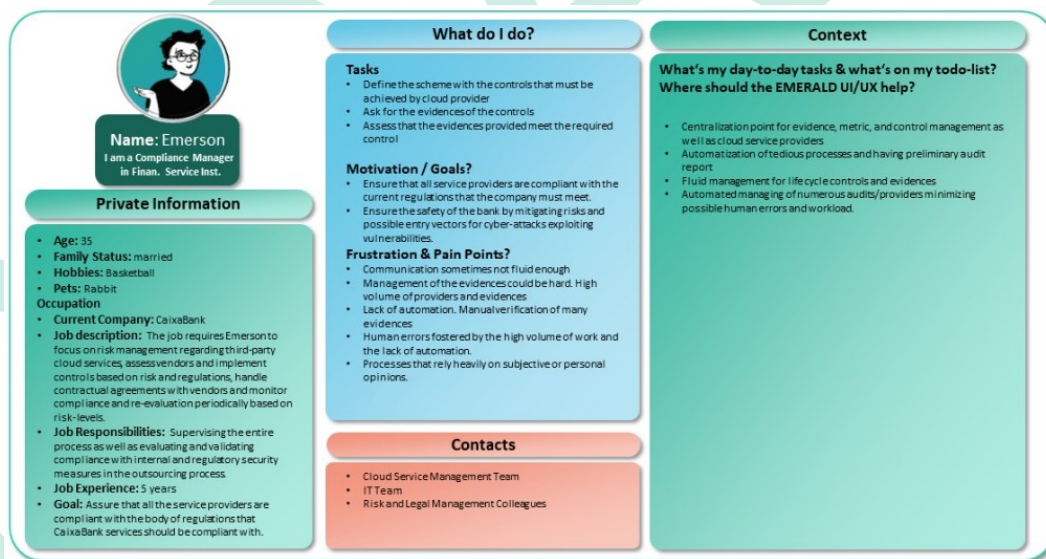 Name: Emerson
I am a Compliance Manager
in Finan. Service Inst.
Private Information
• Age: 35
• Family Status: married
• Hobbies: Basketball
• Pets: Rabbit
Occupation
• Current Company: CaixaBank
• Job description: The job requires Emerson to
focus on risk management regarding third-party
cloud services, assess vendors and implement
controls based on risk and regulations, handle
contractual agreements with vendors and monitor
compliance and re-evaluation periodically based on
risk-levels.
• Job Responsibilities: Supervising the entire
process as well as evaluating and validating
compliance with internal and regulatory security
measures in the outsourcing process.
• Job Experience: 5 years
• Goal: Assure that all the service providers are
compliant with the body of regulations that
CaixaBank services should be compliant with.
What do I do?
Tasks
• Define the scheme with the controls that must be
achieved by cloud provider
• Ask for the evidences of the controls
• Assess that the evidences provided meet the required
control
Motivation / Goals?
• Ensure that all service providers are compliant with the
current regulations that the company must meet.
• Ensure the safety of the bank by mitigating risks and
possible entry vectors for cyber-attacks exploiting
vulnerabilities.
Frustration & Pain Points?
• Communication sometimes not fluid enough
• Management of the evidences could be hard. High
volume of providers and evidences
• Lack of automation. Manual verification of many
evidences
• Human errors fostered by the high volume of work and
the lack of automation.
• Processes that rely heavily on subjective or personal
opinions.
Contacts
• Cloud Service Management Team
• IT Team
• Risk and Legal Management Colleagues
Context
What's my day-to-day tasks & what's on my todo-list?
Where should the EMERALD UI/UX help?
• Centralization point for evidence, metric, and control management as
well as cloud service providers
• Automatization of tedious processes and having preliminary audit
report
• Fluid management for life cycle controls and evidences
• Automated managing of numerous audits/providers minimizing
possible human errors and workload.